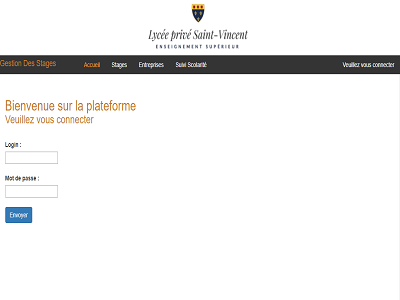 Lycée privé Saint-Vincent
ENSEIGNEMENT SUPÉRIEUR
Gestion Des Stages Accueil Stages Entreprises Suivi Scolarité Veuillez vous connecter
Bienvenue sur la plateforme
Veuillez vous connecter
Login :
Mot de passe :
Envoyer